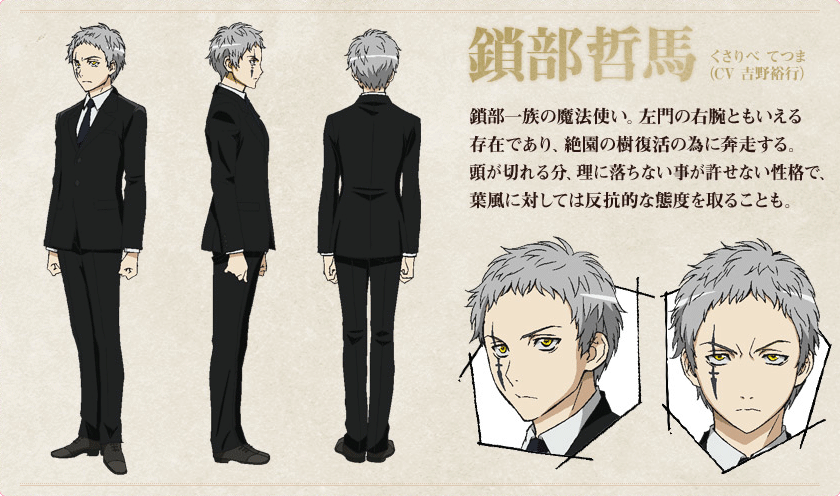 鎖部哲馬
くさりべ てつま
（CV 吉野裕行）
鎖部一族の魔法使い。左門の右腕ともいえる
存在であり、絶園の樹復活の為に奔走する。
頭が切れる分、理に落ちない事が許せない性格で、
葉風に対しては反抗的な態度を取ることも。